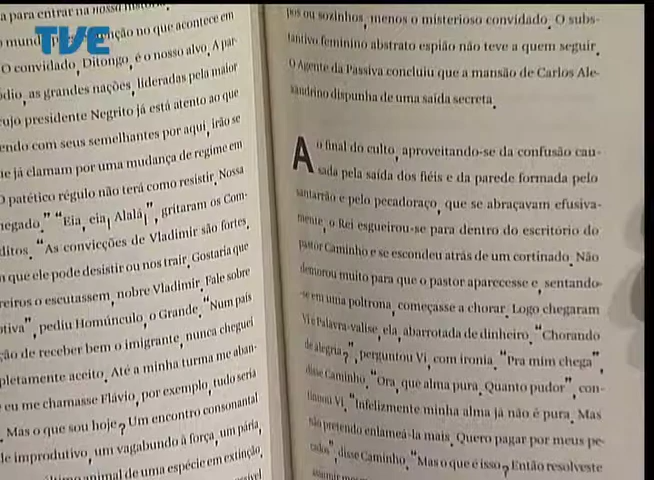 TVE
a para entrar na nossa
mund ção no que acontece em
O convidado, Ditongo, é o nosso alvo. A par-
ódio, as grandes nações, lideradas pela maior
cujo presidente Negrito já está atento ao que
endo com seus semelhantes por aqui, irão se
e já clamam por uma mudança de regime em
O patético régulo não terá como resistir. Nossa
hegado." "Eia, eia¡ Alalá¡", gritaram os Com-
ditos. "As convicções de Vladimir são fortes.
que ele pode desistir ou nos trair. Gostaria que
reiros o escutassem, nobre Vladimir. Fale sobre
otiva", pediu Homúnculo, o Grande. "Num país
ção de receber bem o imigrante, nunca cheguei
pletamente aceito. Até a minha turma me aban-
e eu me chamasse Flávio, por exemplo, tudo seria
. Mas o que sou hoje? Um encontro consonantal
le improdutivo, um vagabundo à força, um pária,
último animal de uma espécie em extinção,
pos ou sozinhos, menos o misterioso convidado. O subs-
tantivo feminino abstrato espião não teve a quem seguir.
O Agente da Passiva concluiu que a mansão de Carlos Ale-
xandrino dispunha de uma saída secreta.
Ao final do culto, aproveitando-se da confusão cau-
sada pela saída dos fiéis e da parede formada pelo
santarrão e pelo pecadoraço, que se abraçavam efusiva-
mente, o Rei esgueirou-se para dentro do escritório do
pastor Caminho e se escondeu atrás de um cortinado. Não
demorou muito para que o pastor aparecesse e, sentando-
-se em uma poltrona, começasse a chorar. Logo chegaram
Vi e Palavra-valise, ela, abarrotada de dinheiro. "Chorando
de alegria?", perguntou Vi, com ironia. "Pra mim chega",
disse Caminho. "Ora, que alma pura. Quanto pudor", con-
tinuou Vi. "Infelizmente minha alma já não é pura. Mas
não pretendo enlameá-la mais. Quero pagar por meus pe-
cados", disse Caminho. "Mas o que é isso? Então resolveste